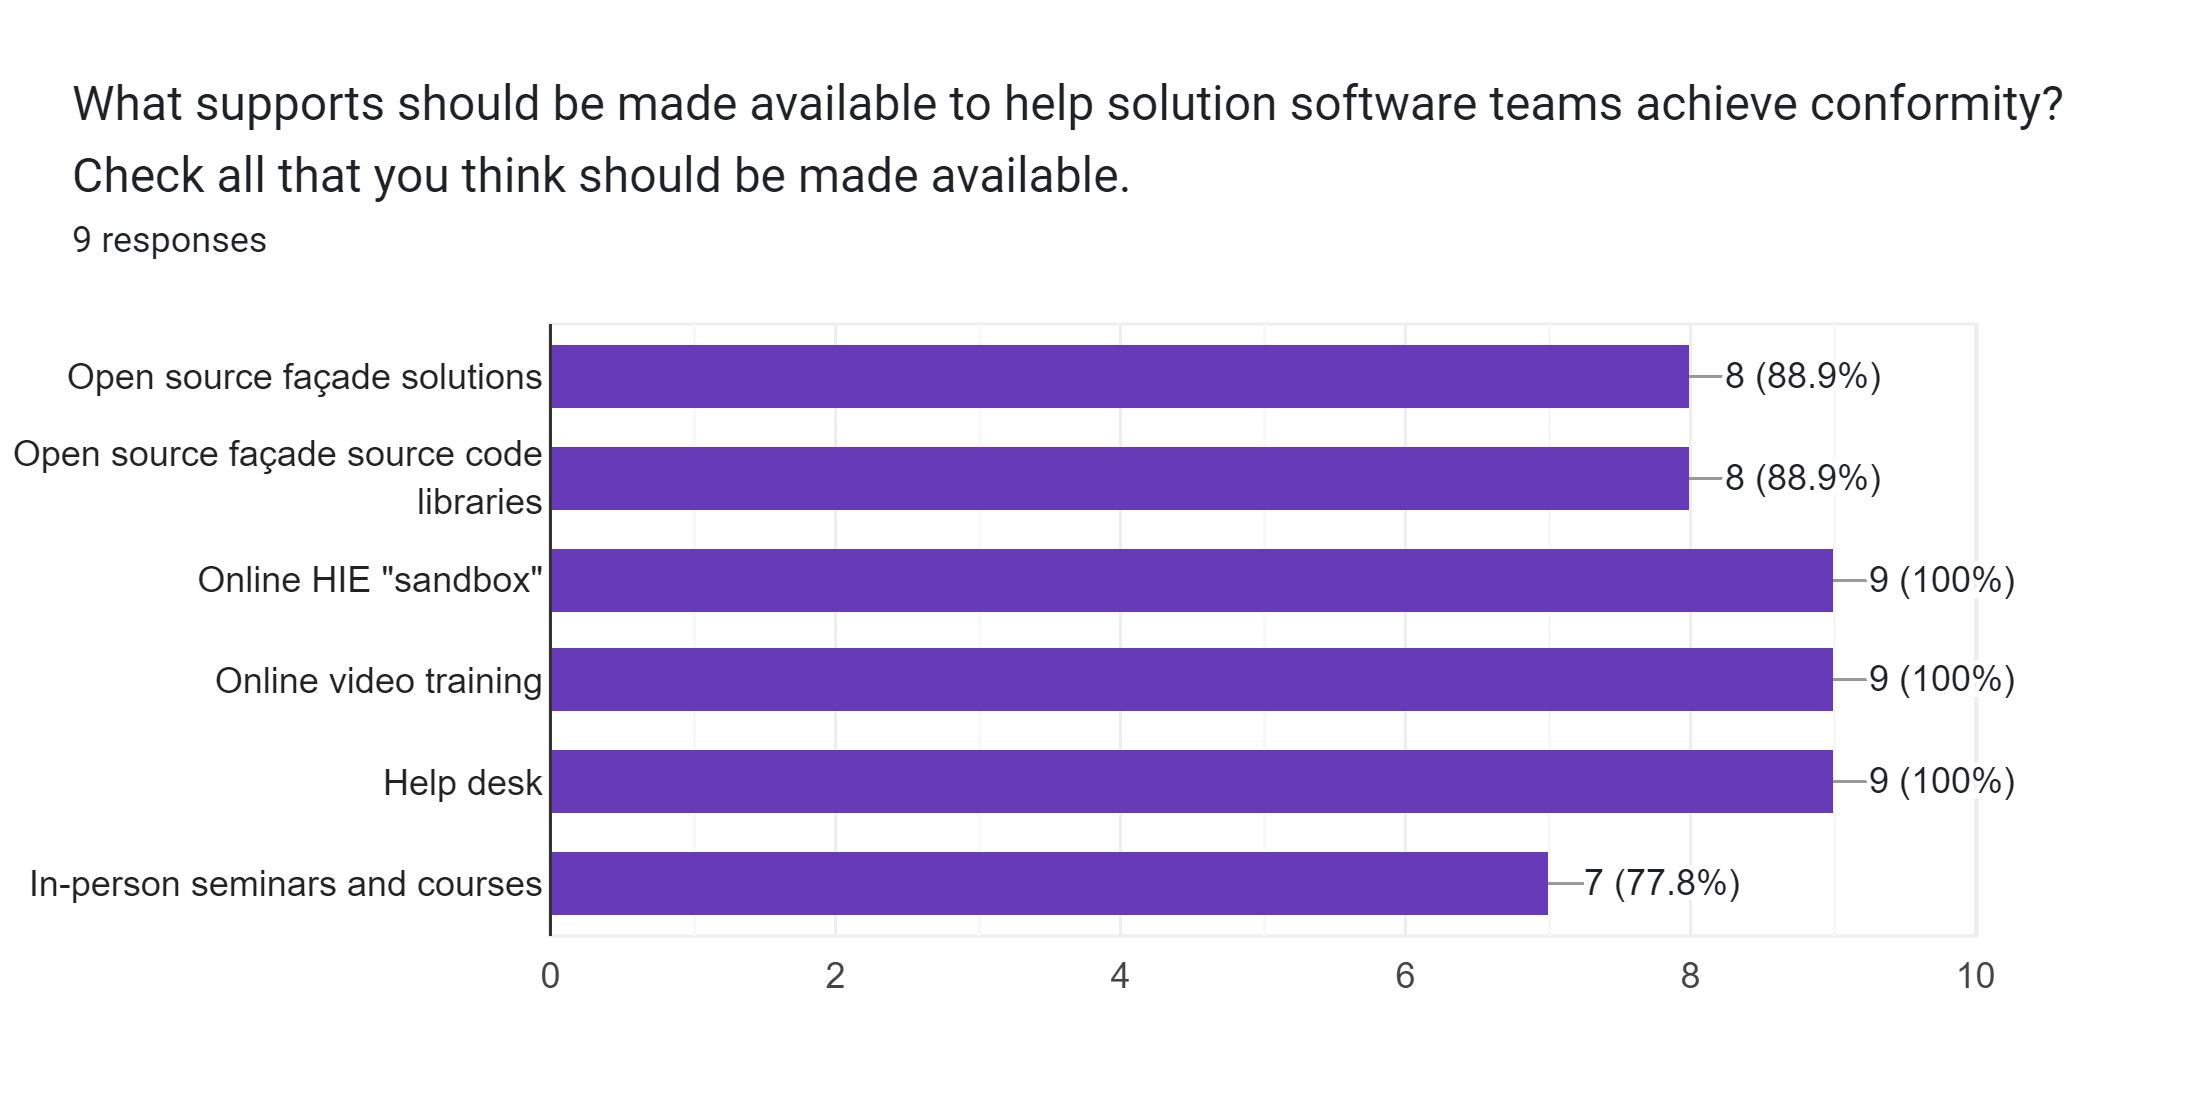 What supports should be made available to help solution software teams achieve conformity?
Check all that you think should be made available.
9 responses
Open source façade solutions
8 (88.9%)
Open source façade source code
libraries
8 (88.9%)
Online HIE "sandbox"
9 (100%)
Online video training
9 (100%)
Help desk
9 (100%)
In-person seminars and courses
7 (77.8%)
0 2 4 6 8 10